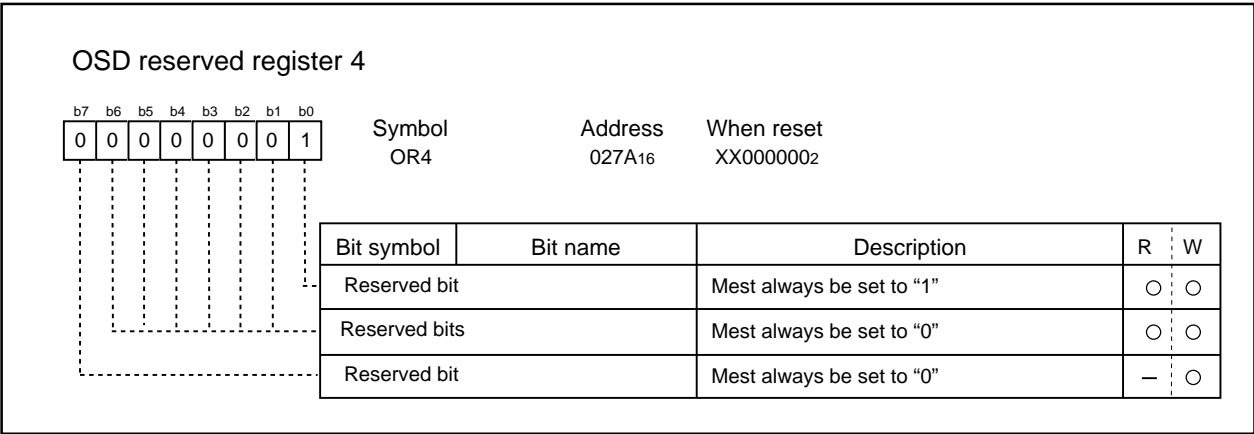 OSD reserved register 4
b7 b6 b5 b4 b3 b2 b1 b0
0 0 0 0 0 0 0 1
Symbol Address When reset
OR4 027A16 XX0000002
Bit symbol Bit name Description R W
Reserved bit Mest always be set to “1” ○ ○
Reserved bits Mest always be set to “0” ○ ○
Reserved bit Mest always be set to “0” – ○